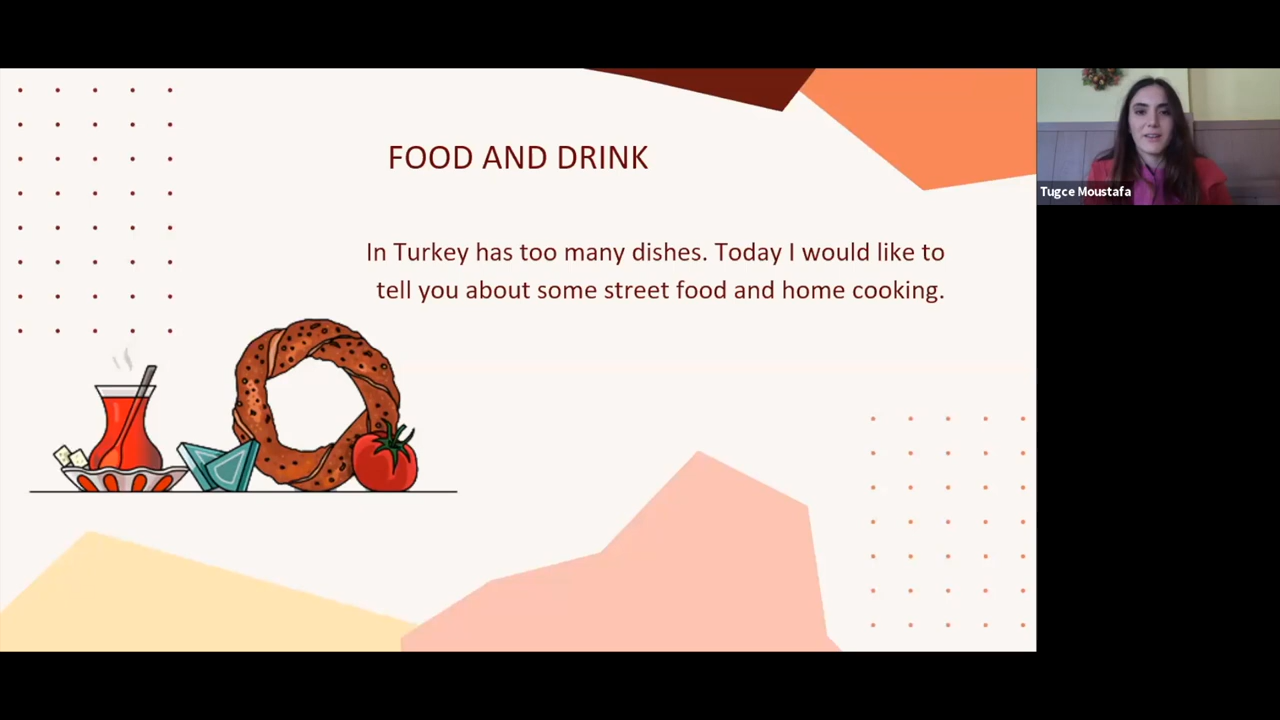 FOOD AND DRINK
In Turkey has too many dishes. Today I would like to
tell you about some street food and home cooking.
Tugce Moustafa